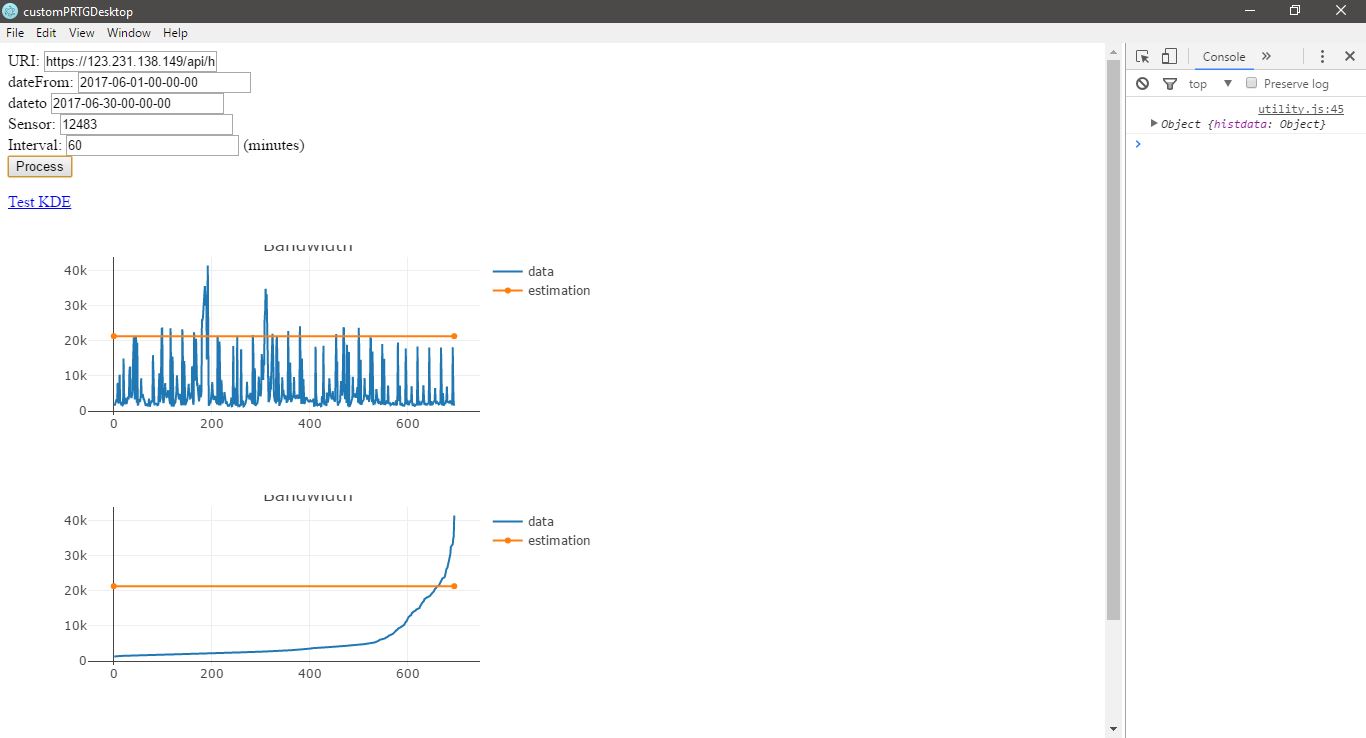 customPRTGDesktop
File Edit View Window Help
URI: https://123.231.138.149/api/h
dateFrom: 2017-06-01-00-00-00
dateto 2017-06-30-00-00-00
Sensor: 12483
Interval: 60 (minutes)
Process
Test KDE
Bandwidth
40k
30k
20k
10k
0
0 200 400 600
data
estimation
Bandwidth
40k
30k
20k
10k
0
0 200 400 600
data
estimation
Console »
top ▼ Preserve log
utility.js:45
Object {histdata: Object}